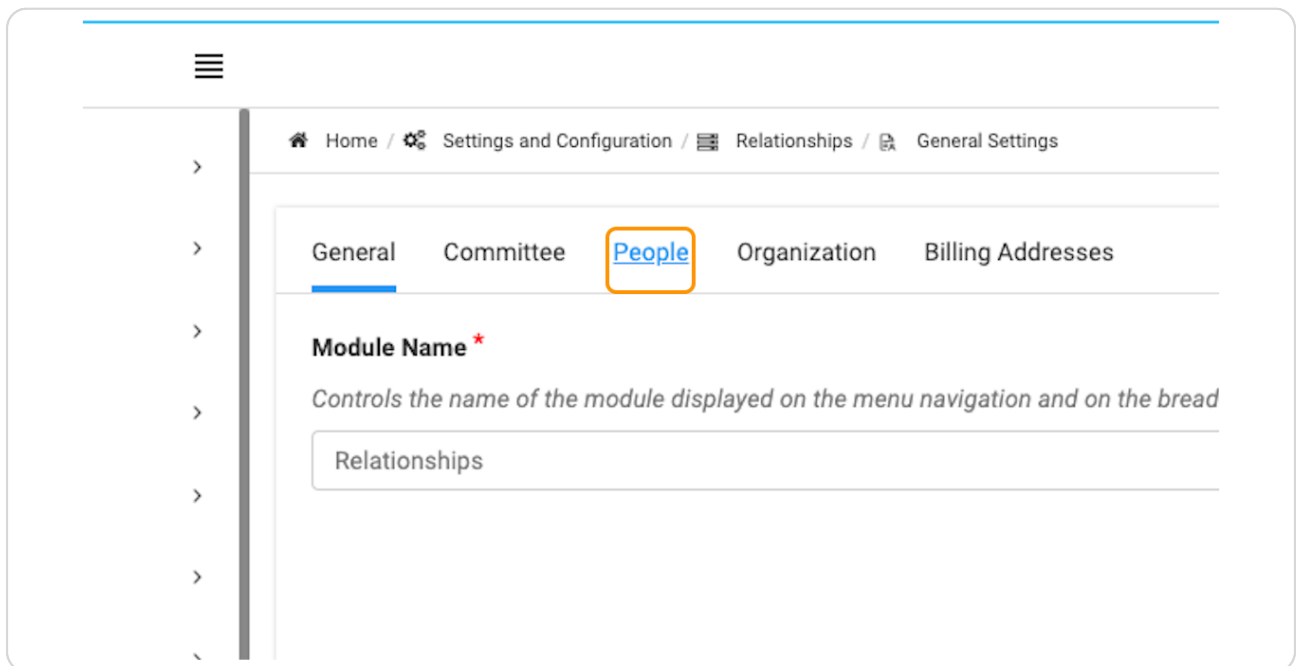 Home / Settings and Configuration / Relationships / General Settings
General Committee People Organization Billing Addresses
Module Name *
Controls the name of the module displayed on the menu navigation and on the bread
Relationships